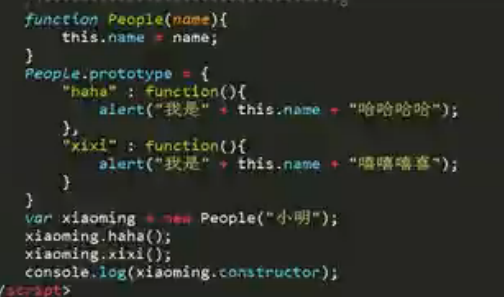 function People(name){
this.name = name;
}
People.prototype = {
"haha" : function(){
alert("我是" + this.name + "哈哈哈哈");
},
"xixi" : function(){
alert("我是" + this.name + "嘻嘻嘻喜");
}
}
var xiaoming = new People("小明");
xiaoming.haha();
xiaoming.xixi();
console.log(xiaoming.constructor);
/script>